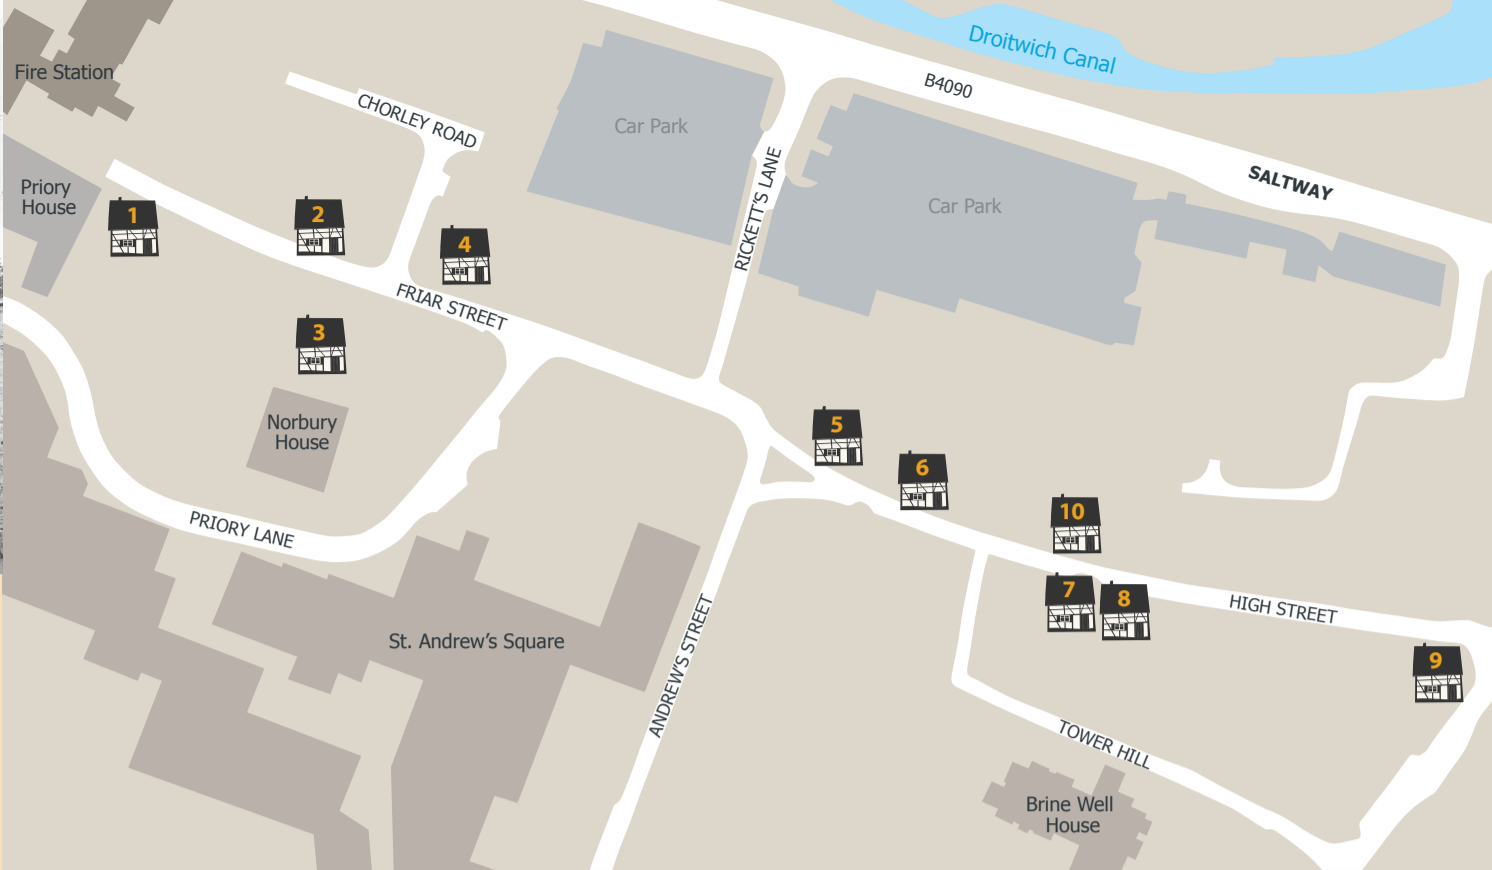 Droitwich Canal
Fire Station
B4090
CHORLEY ROAD
Car Park
SALTWAY
Priory
House
1
2
4
RICKETT'S LANE
Car Park
FRIAR STREET
3
Norbury
House
5
6
10
PRIORY LANE
7
8
HIGH STREET
St. Andrew's Square
ANDREW'S STREET
9
TOWER HILL
Brine Well
House